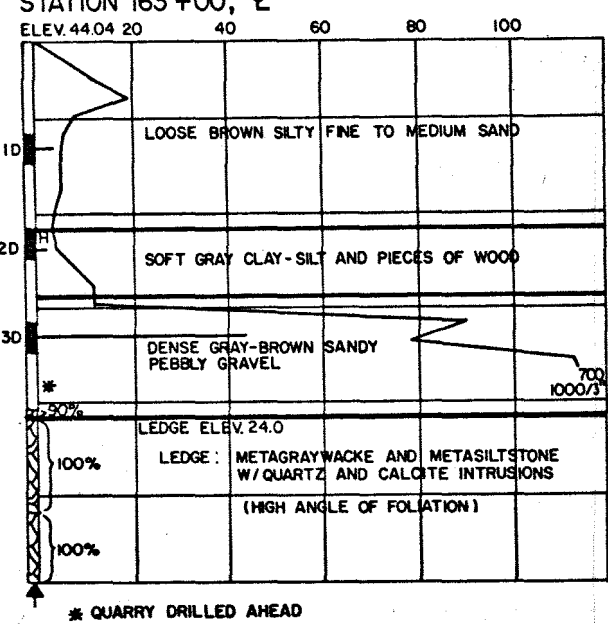 STATION 163+00, ℄
ELEV. 44.04 20 40 60 80 100
LOOSE BROWN SILTY FINE TO MEDIUM SAND
1D
H
2D
SOFT GRAY CLAY-SILT AND PIECES OF WOOD
3D
DENSE GRAY-BROWN SANDY
PEBBLY GRAVEL
700
1000/3"
*
90%
LEDGE ELEV. 24.0
100%
LEDGE: METAGRAYWACKE AND METASILTSTONE
W/QUARTZ AND CALCITE INTRUSIONS
(HIGH ANGLE OF FOLIATION)
100%
* QUARRY DRILLED AHEAD